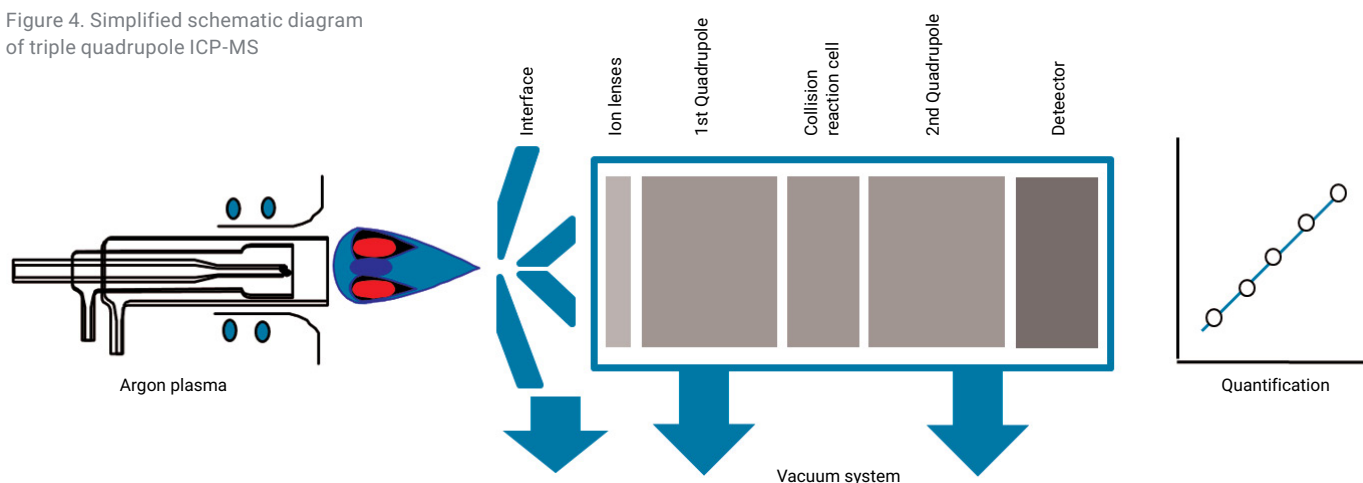 Figure 4. Simplified schematic diagram
of triple quadrupole ICP-MS
Interface
Ion lenses
1st Quadrupole
Collision
reaction cell
2nd Quadrupole
Deteector
Argon plasma
Quantification
Vacuum system